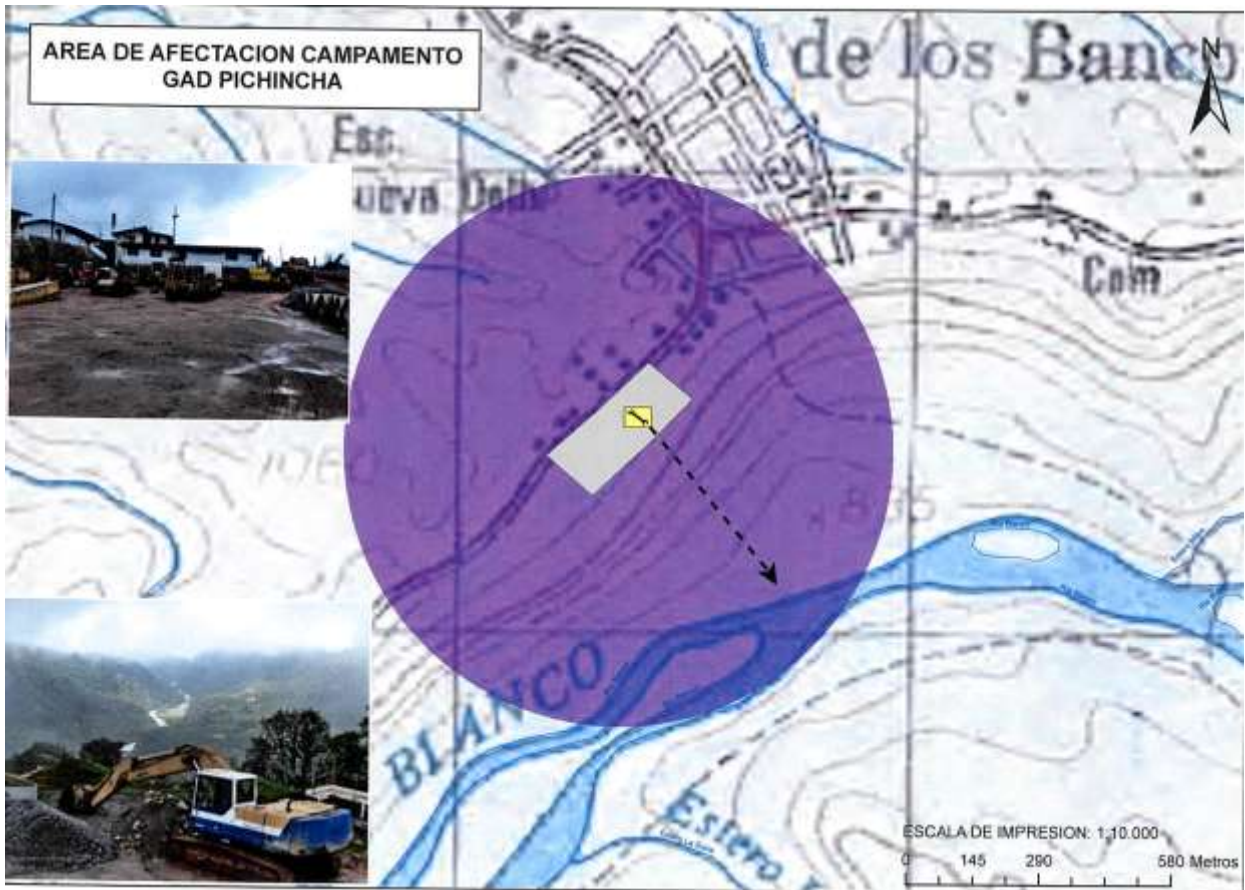 AREA DE AFECTACION CAMPAMENTO
GAD PICHINCHA
de los Banco
N
Esc.
ueva
Com
BLANCO
Estero
ESCALA DE IMPRESION: 1:10.000
0 145 290 580 Metros